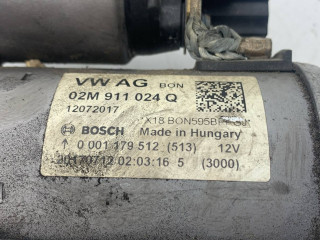 VW AG BON
02M 911 024 Q
12072017
BOSCH Made in Hungary
0 001 179 512 (513) 12V
02:03:16 5 (3000)